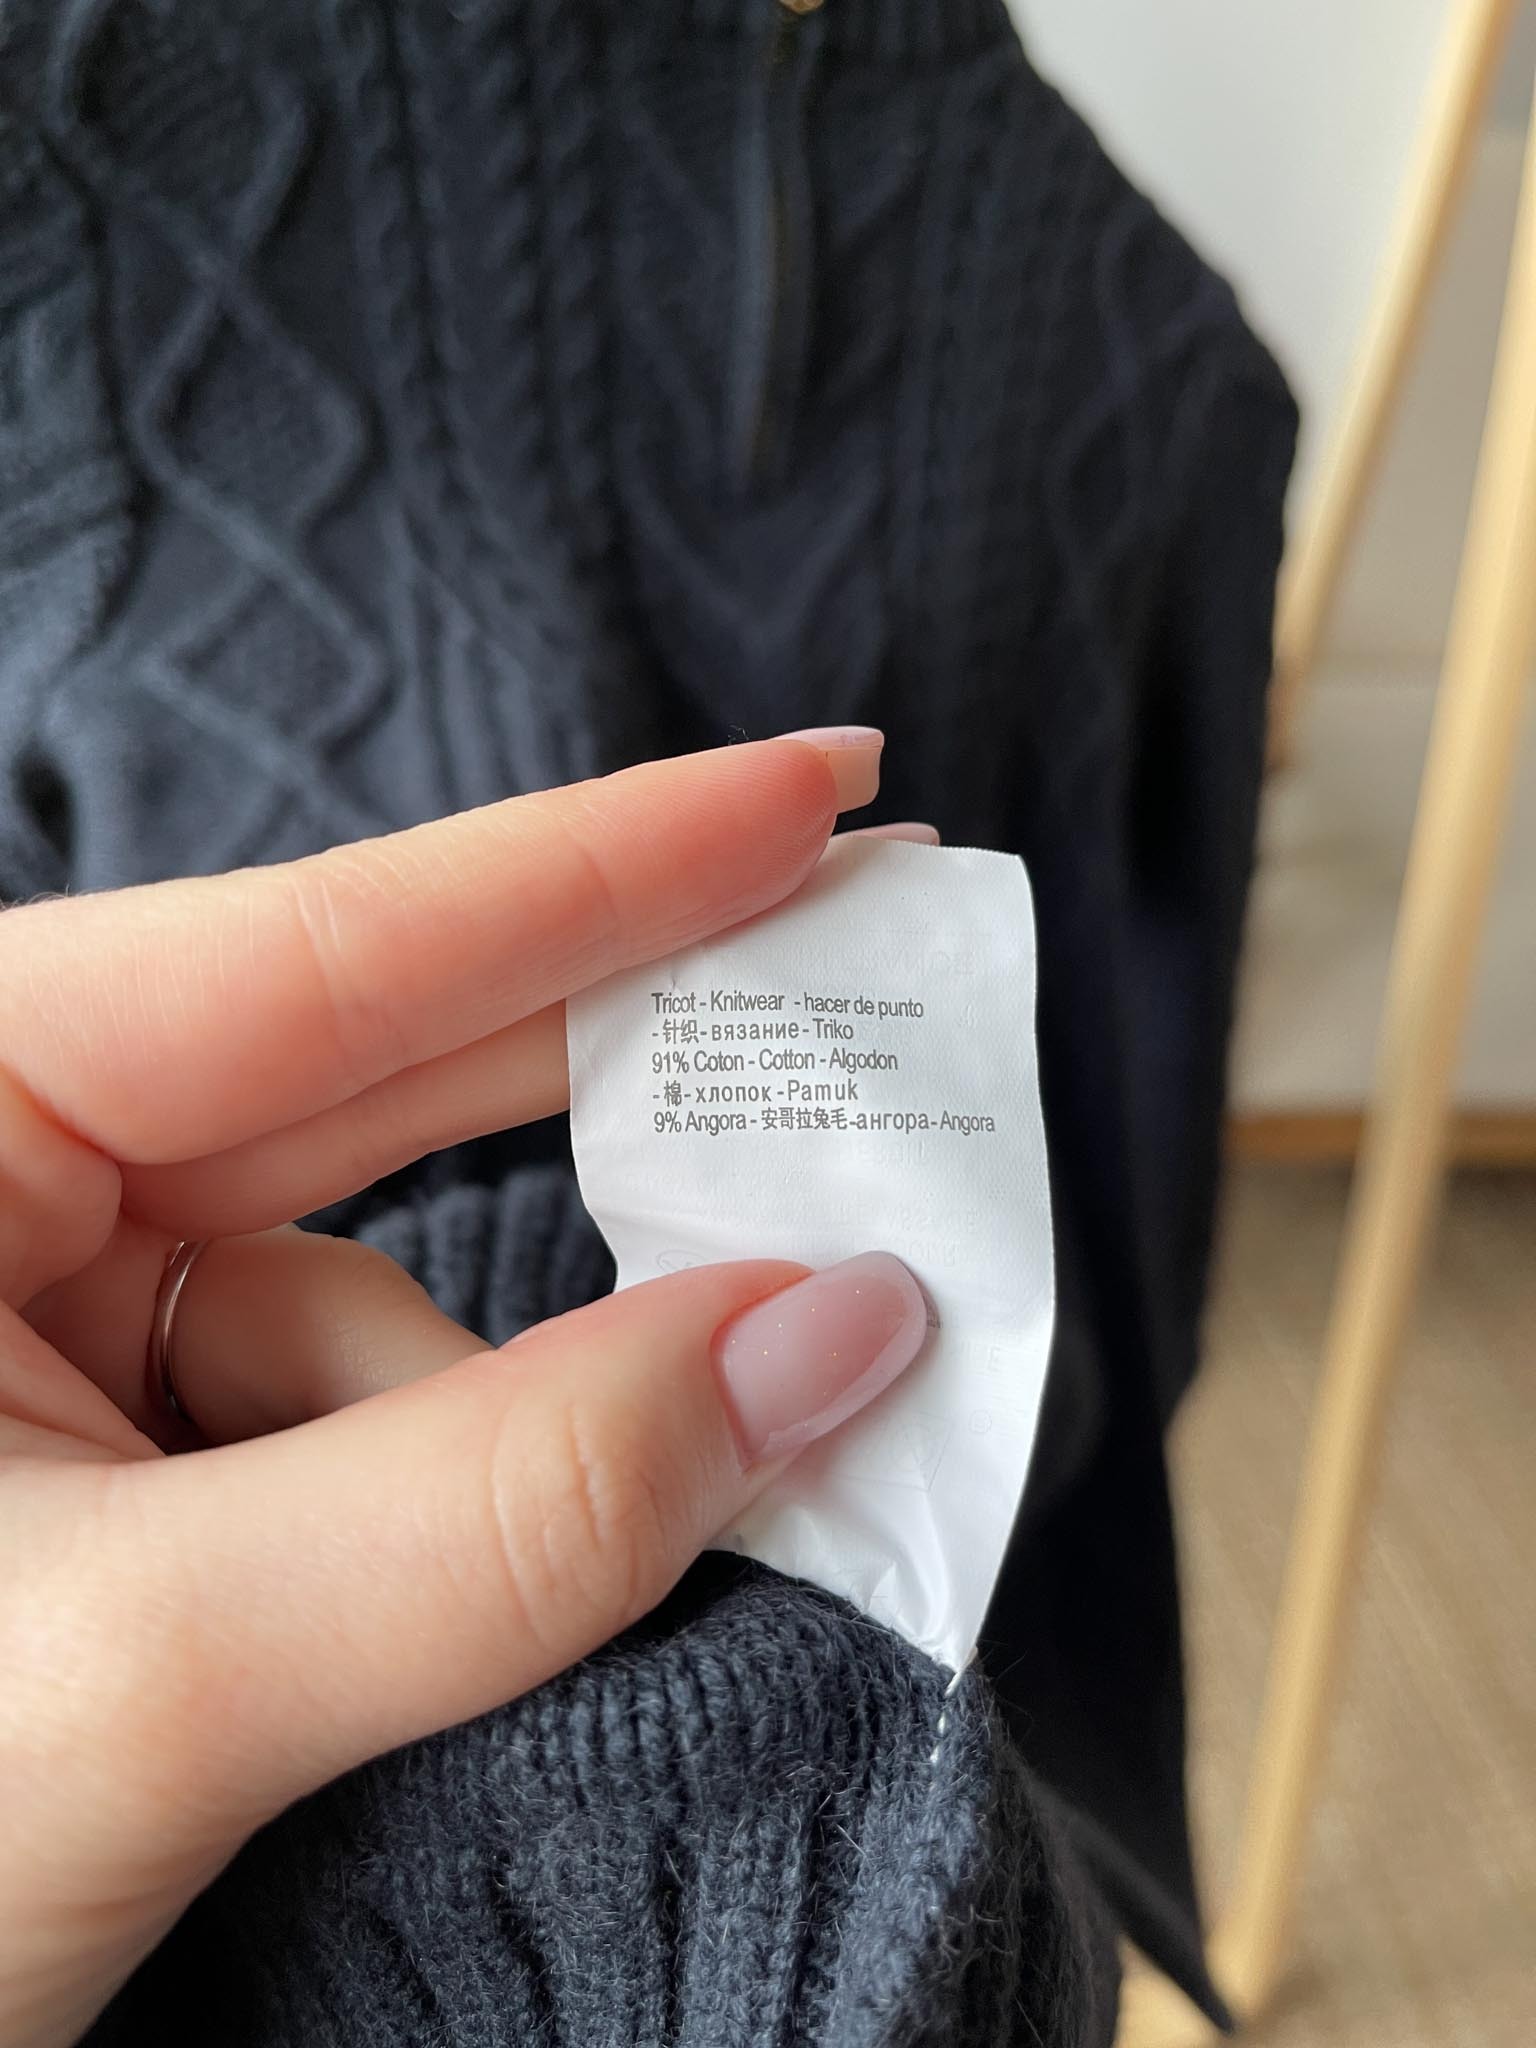 Tricot - Knitwear - hacer de punto
- 针织 - вязание - Triko
91% Coton - Cotton - Algodon
- 棉 - хлопок - Pamuk
9% Angora - 安哥拉兔毛 - ангора - Angora